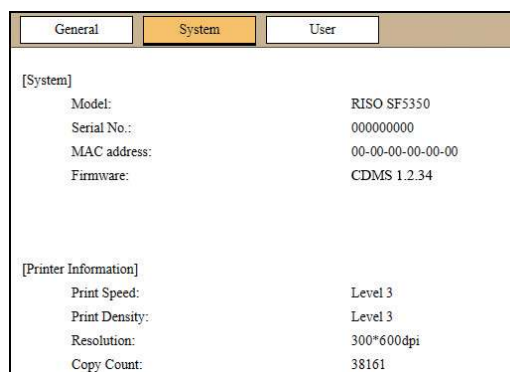 General System User
[System]
Model: RISO SF5350
Serial No.: 000000000
MAC address: 00-00-00-00-00-00
Firmware: CDMS 1.2.34
[Printer Information]
Print Speed: Level 3
Print Density: Level 3
Resolution: 300*600dpi
Copy Count: 38161